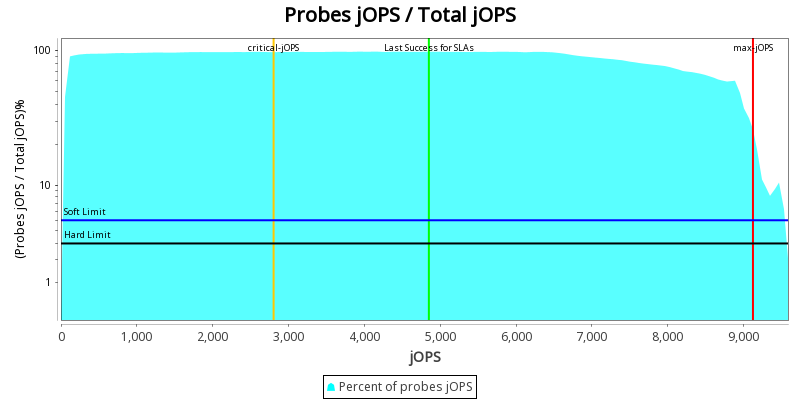 Probes jOPS / Total jOPS
critical-jOPS
Last Success for SLAs
max-jOPS
100
10
1
(Probes jOPS / Total jOPS)%
Soft Limit
Hard Limit
0
1,000
2,000
3,000
4,000
5,000
6,000
7,000
8,000
9,000
jOPS
Percent of probes jOPS